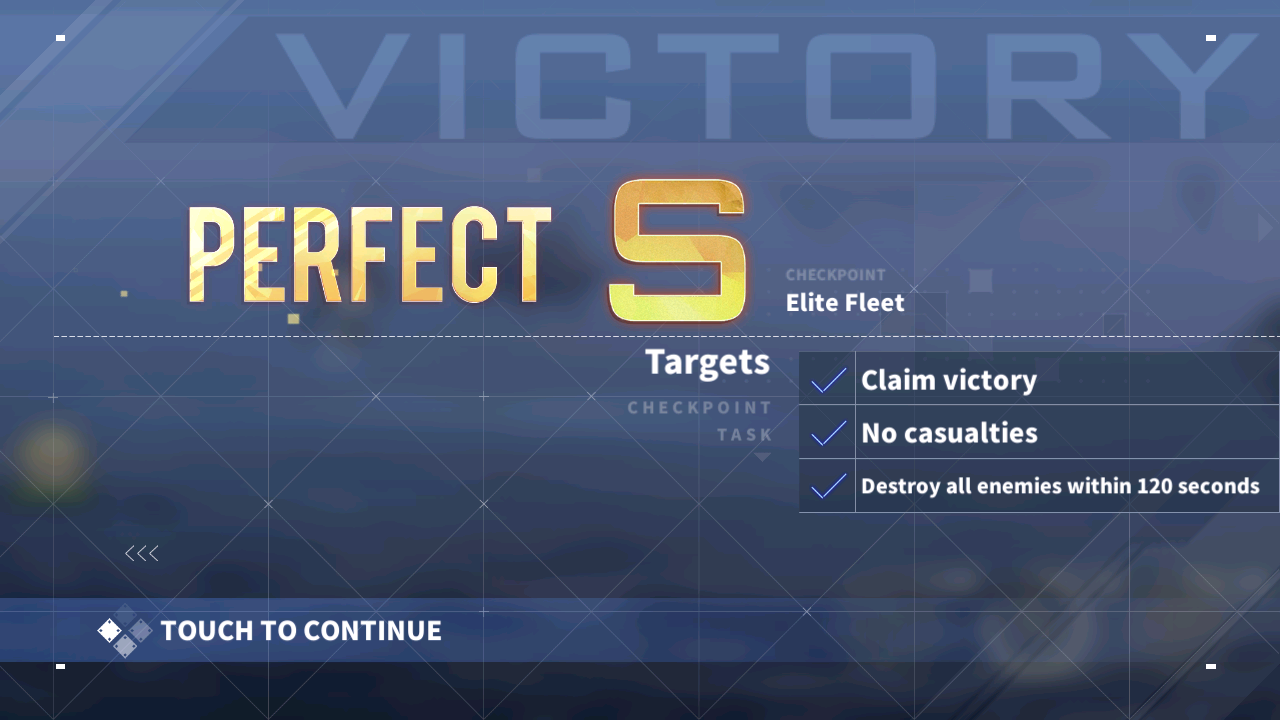 VICTORY
PERFECT S
CHECKPOINT
Elite Fleet
Targets
CHECKPOINT
TASK
Claim victory
No casualties
Destroy all enemies within 120 seconds
TOUCH TO CONTINUE